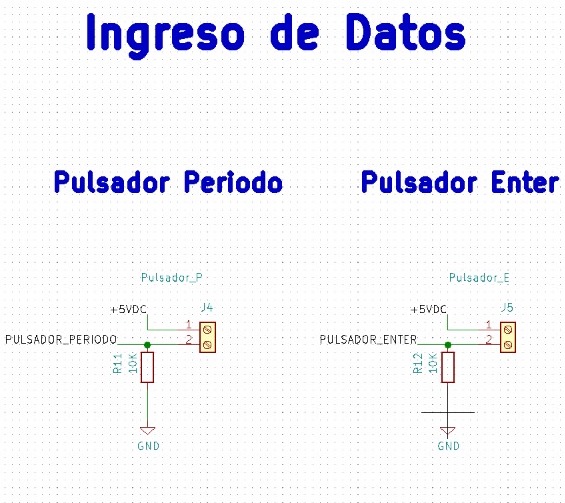 Ingreso de Datos
Pulsador Periodo
Pulsador Enter
Pulsador_P
Pulsador_E
+5VDC
J4
+5VDC
J5
1
1
PULSADOR_PERIODO
2
PULSADOR_ENTER
2
R11
10K
R12
10K
GND
GND